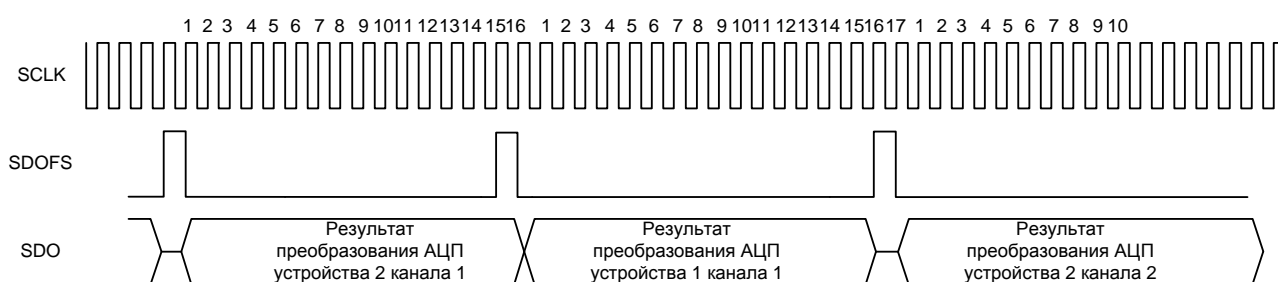 1 2 3 4 5 6 7 8 9 10 11 12 13 14 15 16 1 2 3 4 5 6 7 8 9 10 11 12 13 14 15 16 17 1 2 3 4 5 6 7 8 9 10
SCLK
SDOFS
SDO
Результат
преобразования АЦП
устройства 2 канала 1
Результат
преобразования АЦП
устройства 1 канала 1
Результат
преобразования АЦП
устройства 2 канала 2